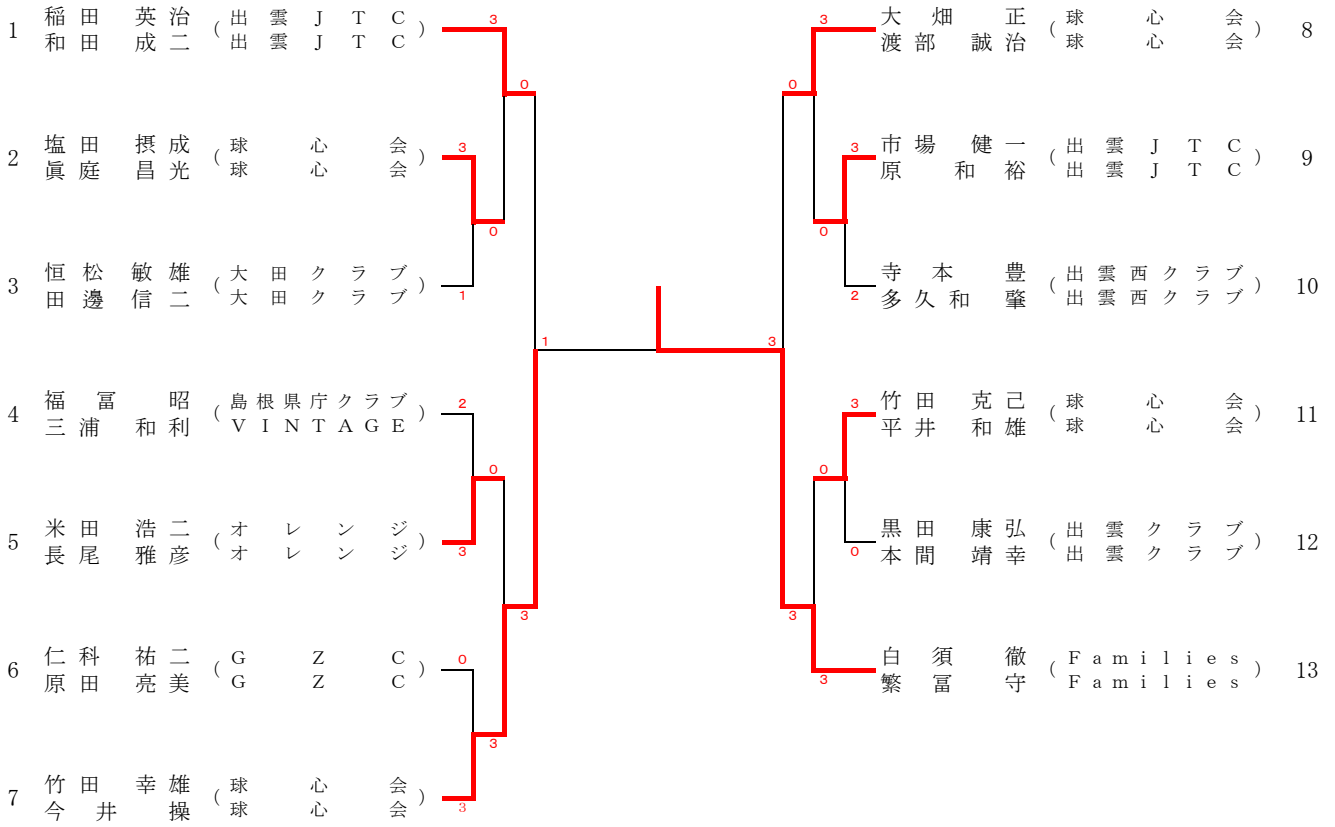 1 稲田 英治 ( 出雲JTC )
和田 成二 ( 出雲JTC )
3
0
2 塩田 摂成 ( 球心会 )
眞庭 昌光 ( 球心会 )
3
0
3 恒松 敏雄 ( 大田クラブ )
田邊 信二 ( 大田クラブ )
1
1
4 福冨 昭 ( 島根県庁クラブ )
三浦 和利 ( VINTAGE )
2
0
5 米田 浩二 ( オレンジ )
長尾 雅彦 ( オレンジ )
3
3
6 仁科 祐二 ( GZC )
原田 亮美 ( GZC )
0
3
7 竹田 幸雄 ( 球心会 )
今井 操 ( 球心会 )
3
3
大畑 正 ( 球心会 ) 8
渡部 誠治 ( 球心会 )
0
3
市場 健一 ( 出雲JTC ) 9
原 和裕 ( 出雲JTC )
0
寺本 豊 ( 出雲西クラブ ) 10
多久和 肇 ( 出雲西クラブ )
2
3
3
竹田 克己 ( 球心会 ) 11
平井 和雄 ( 球心会 )
0
黒田 康弘 ( 出雲クラブ ) 12
本間 靖幸 ( 出雲クラブ )
0
3
白須 徹 ( Families ) 13
繁冨 守 ( Families )
3